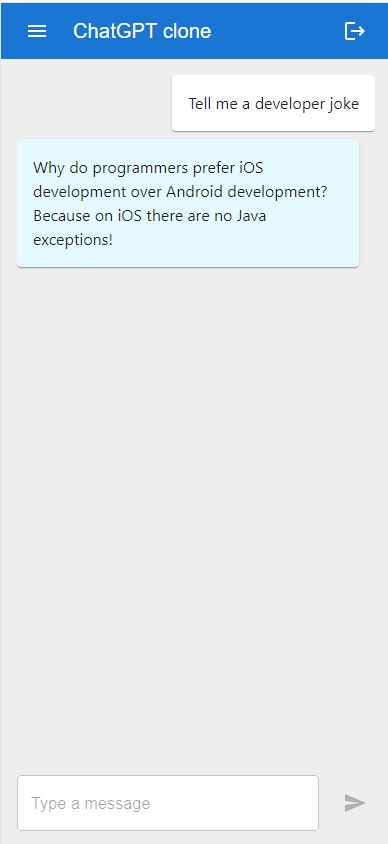 ChatGPT clone
Tell me a developer joke
Why do programmers prefer iOS
development over Android development?
Because on iOS there are no Java
exceptions!
Type a message